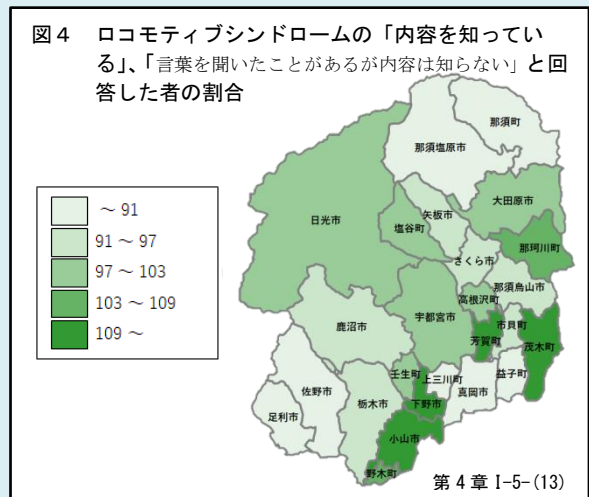 図４　ロコモティブシンドロームの「内容を知ってい
る」、「言葉を聞いたことがあるが内容は知らない」と回
答した者の割合
～ 91
91 ～ 97
97 ～ 103
103 ～ 109
109 ～
那須町
那須塩原市
大田原市
日光市
矢板市
塩谷町
那珂川町
さくら市
那須烏山市
高根沢町
宇都宮市
市貝町
鹿沼市
芳賀町
茂木町
壬生町
上三川町
益子町
佐野市
真岡市
栃木市
下野市
足利市
小山市
野木町
第４章 Ⅰ-5-(13)